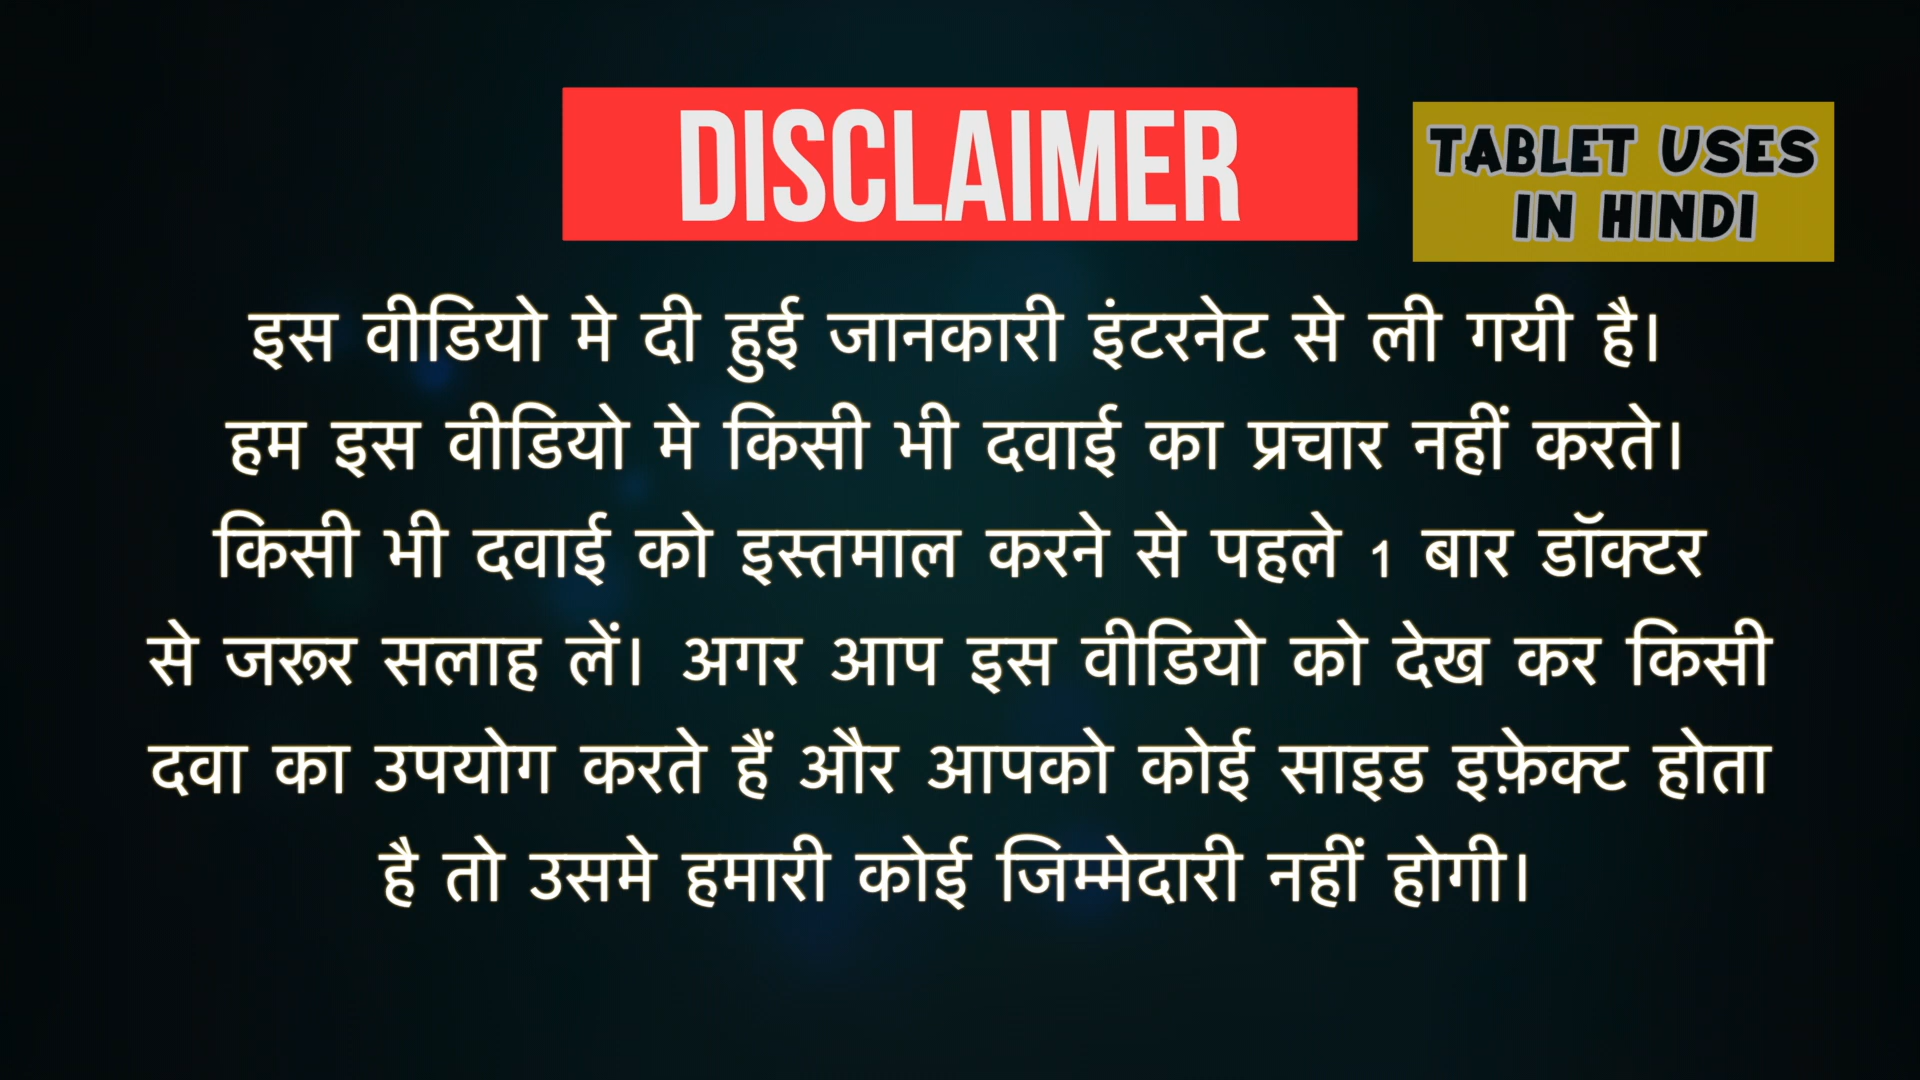 DISCLAIMER
TABLET USES
IN HINDI
इस वीडियो मे दी हुई जानकारी इंटरनेट से ली गयी है।
हम इस वीडियो मे किसी भी दवाई का प्रचार नहीं करते।
किसी भी दवाई को इस्तमाल करने से पहले 1 बार डॉक्टर
से जरूर सलाह लें। अगर आप इस वीडियो को देख कर किसी
दवा का उपयोग करते हैं और आपको कोई साइड इफ़ेक्ट होता
है तो उसमे हमारी कोई जिम्मेदारी नहीं होगी।